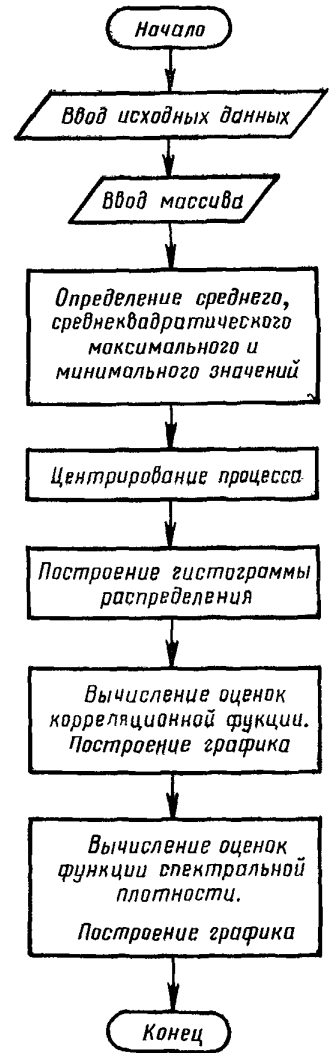 Начало
Ввод исходных данных
Ввод массива
Определение среднего,
среднеквадратического
максимального и
минимального значений
Центрирование процесса
Построение гистограммы
распределения
Вычисление оценок
корреляционной фукции.
Построение графика
Вычисление оценок
функции спектральной
плотности.
Построение графика
Конец